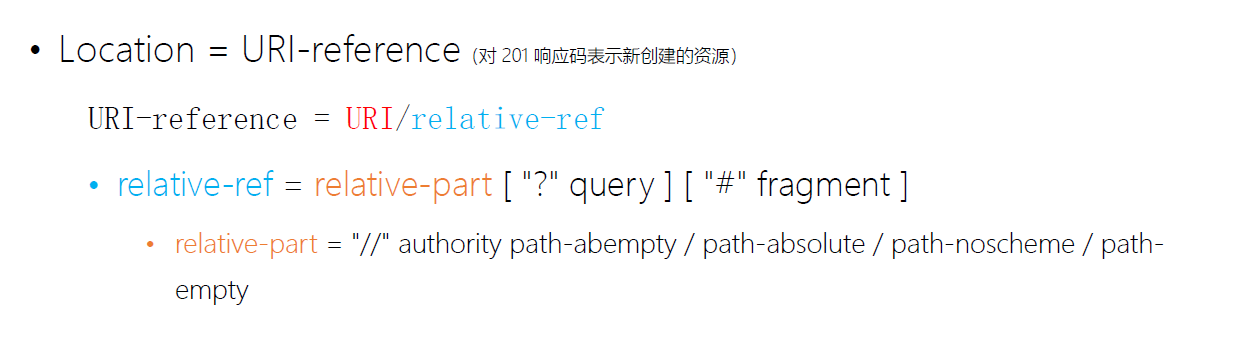 • Location = URI-reference (对 201 响应码表示新创建的资源)
URI-reference = URI/relative-ref
• relative-ref = relative-part [ "?" query ] [ "#" fragment ]
• relative-part = "//" authority path-abempty / path-absolute / path-noscheme / path-
empty